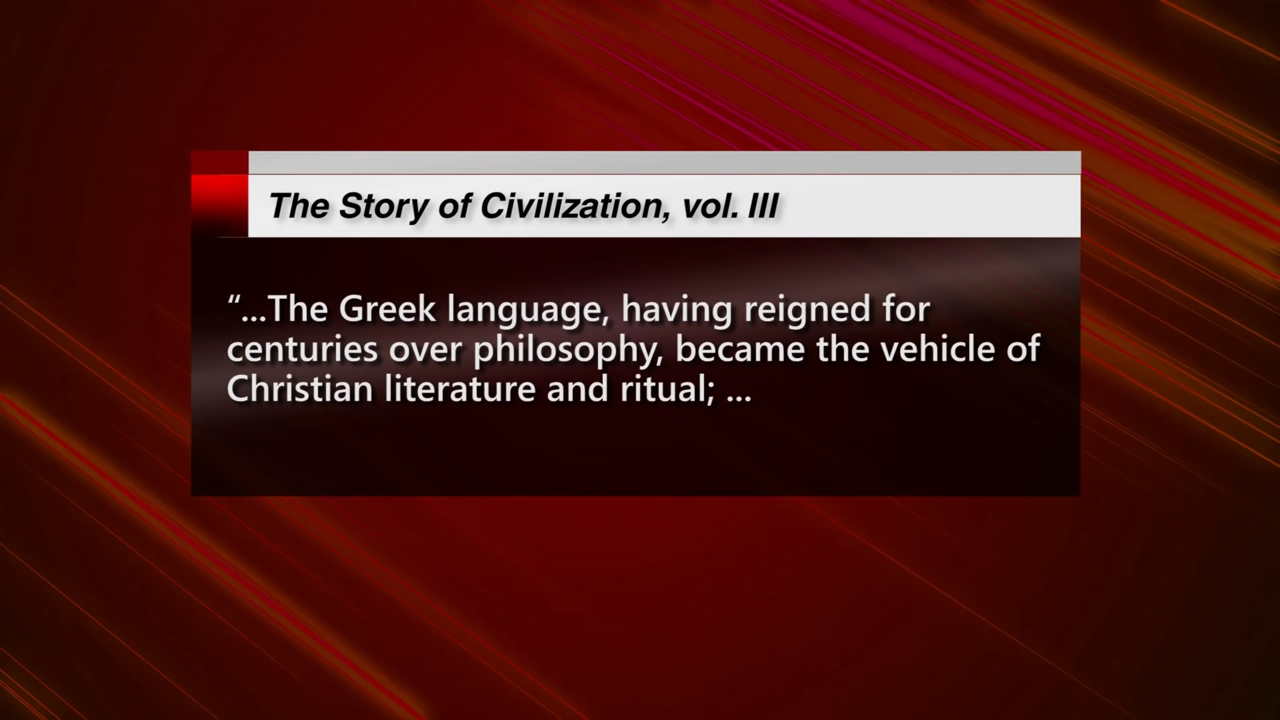 The Story of Civilization, vol. III
“...The Greek language, having reigned for
centuries over philosophy, became the vehicle of
Christian literature and ritual; ...